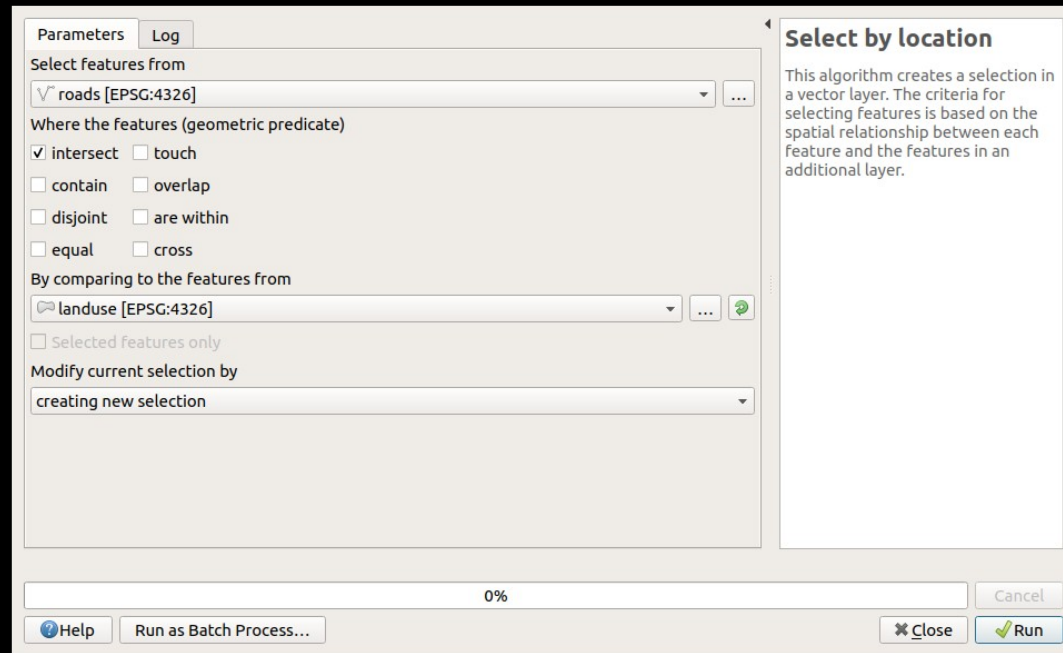 Parameters Log
Select features from
roads [EPSG:4326] ...
Where the features (geometric predicate)
intersect touch
contain overlap
disjoint are within
equal cross
By comparing to the features from
landuse [EPSG:4326] ...
Selected features only
Modify current selection by
creating new selection
Select by location
This algorithm creates a selection in
a vector layer. The criteria for
selecting features is based on the
spatial relationship between each
feature and the features in an
additional layer.
0% Cancel
Help Run as Batch Process... Close Run